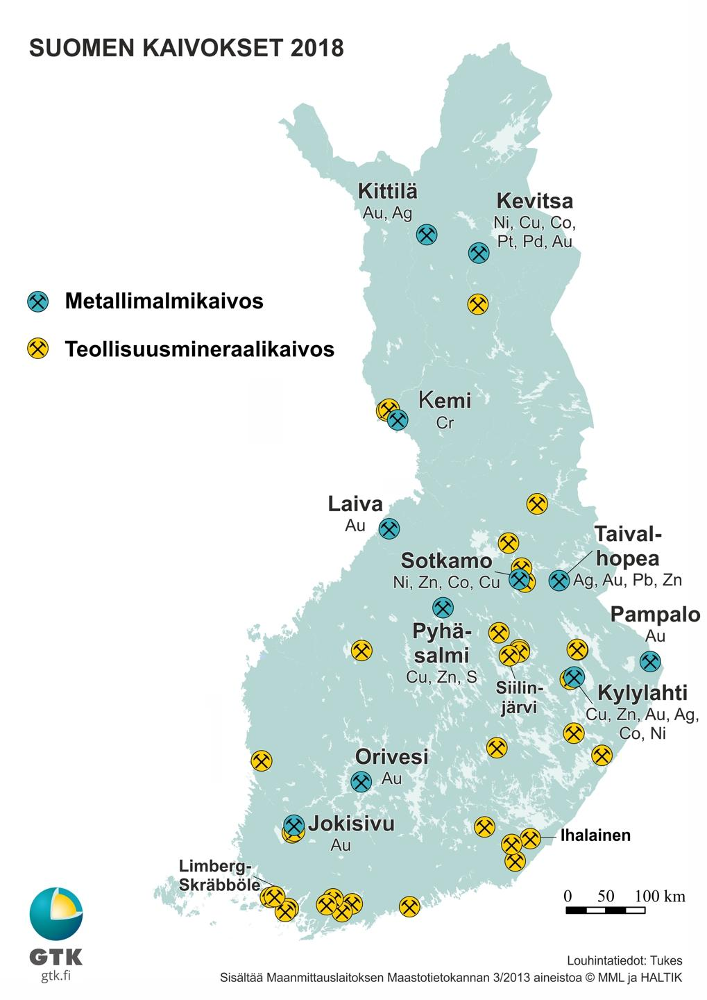 SUOMEN KAIVOKSET 2018
Kittilä
Au, Ag
Kevitsa
Ni, Cu, Co,
Pt, Pd, Au
Metallimalmikaivos
Teollisuusmineraalikaivos
Kemi
Cr
Laiva
Au
Taival-
hopea
Ag, Au, Pb, Zn
Sotkamo
Ni, Zn, Co, Cu
Pampalo
Au
Pyhä-
salmi
Cu, Zn, S
Siilin-
järvi
Kylylahti
Cu, Zn, Au, Ag,
Co, Ni
Orivesi
Au
Jokisivu
Au
Ihalainen
Limberg-
Skräbböle
0 50 100 km
GTK
gtk.fi
Louhintatiedot: Tukes
Sisältää Maanmittauslaitoksen Maastotietokannan 3/2013 aineistoa © MML ja HALTIK